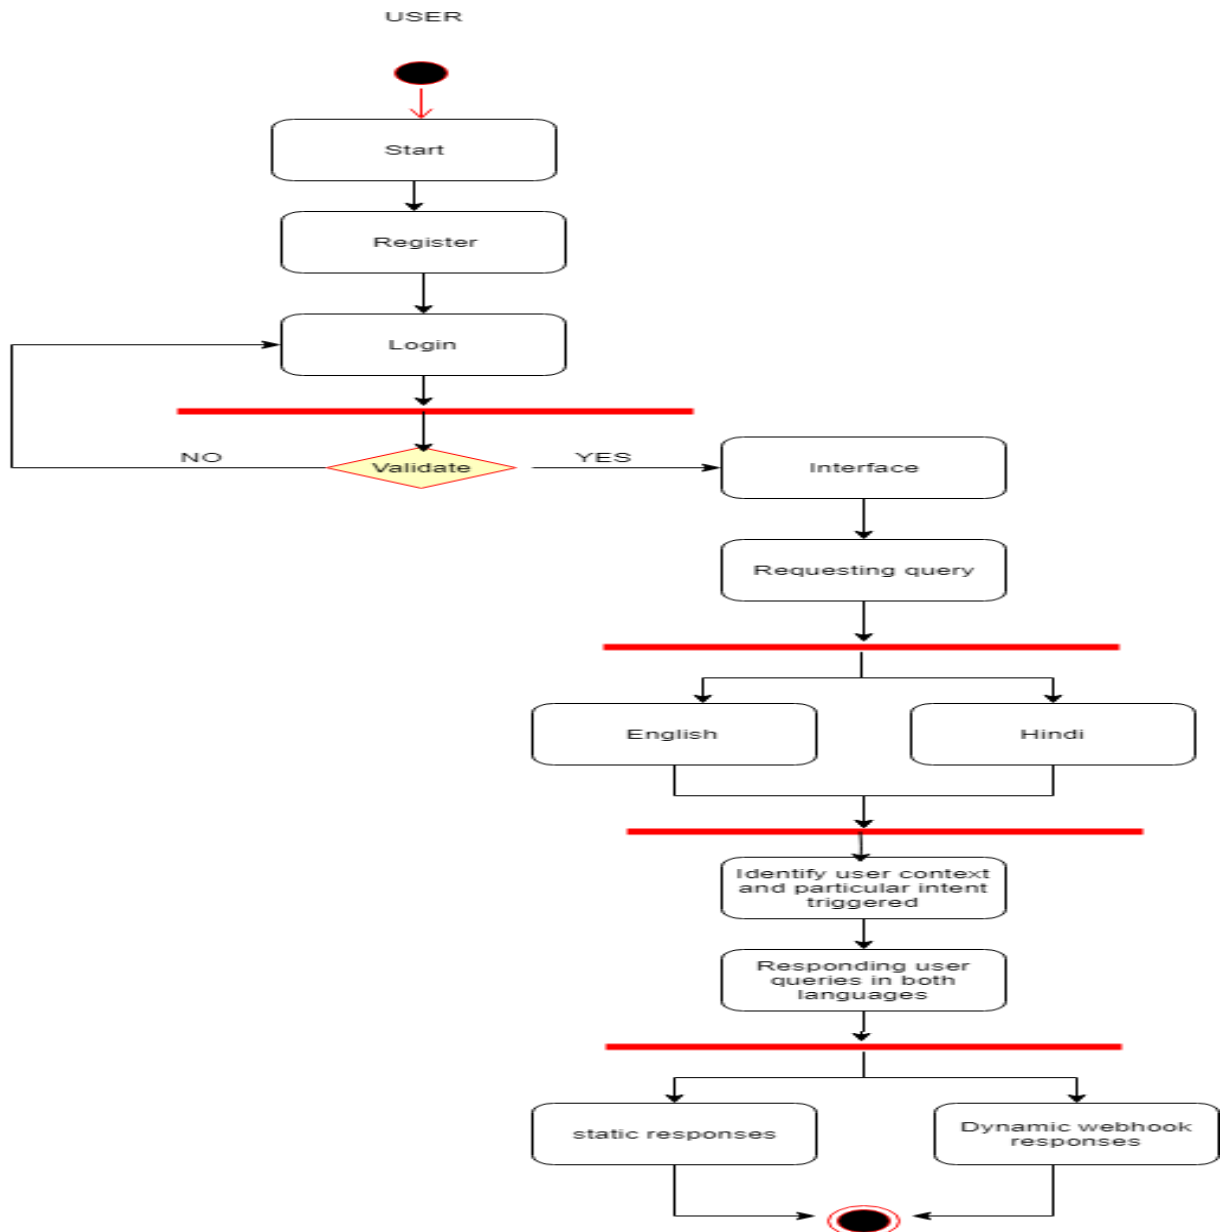 USER
Start
Register
Login
NO
Validate
YES
Interface
Requesting query
English
Hindi
Identify user context
and particular intent
triggered
Responding user
queries in both
languages
static responses
Dynamic webhook
responses